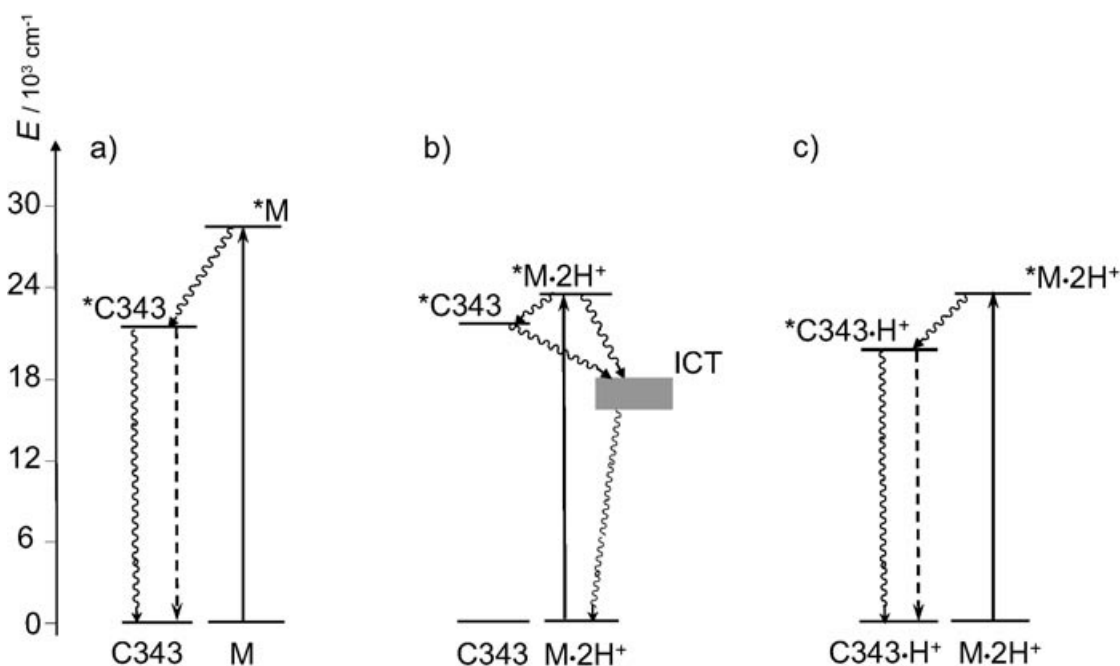 E / 10³ cm⁻¹
30
24
18
12
6
0
a)
*M
*C343
C343 M
b)
*M·2H⁺
*C343
ICT
C343 M·2H⁺
c)
*M·2H⁺
*C343·H⁺
C343·H⁺ M·2H⁺